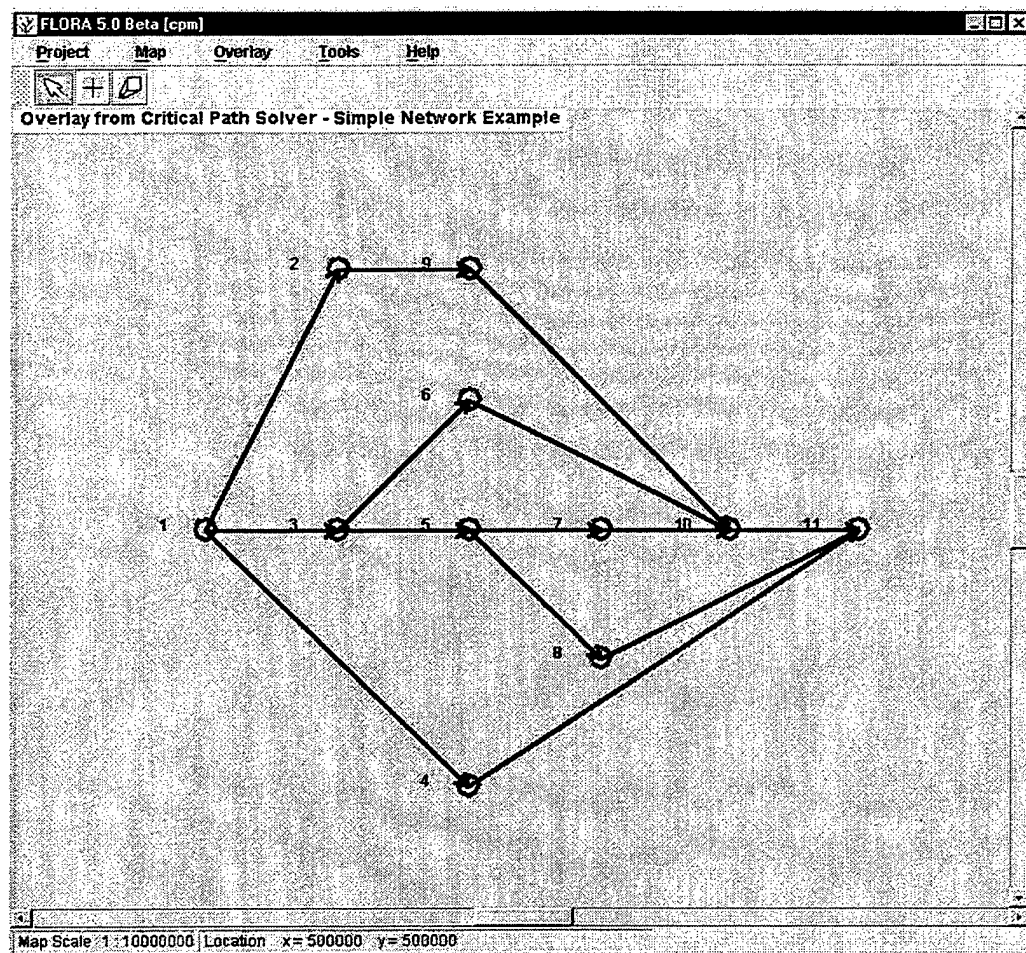 FLORA 5.0 Beta [cpm]
Project Map Overlay Tools Help
Overlay from Critical Path Solver - Simple Network Example
2 9
6
1 3 5 7 10 11
8
4
Map Scale 1 : 10000000 Location x= 500000 y= 500000